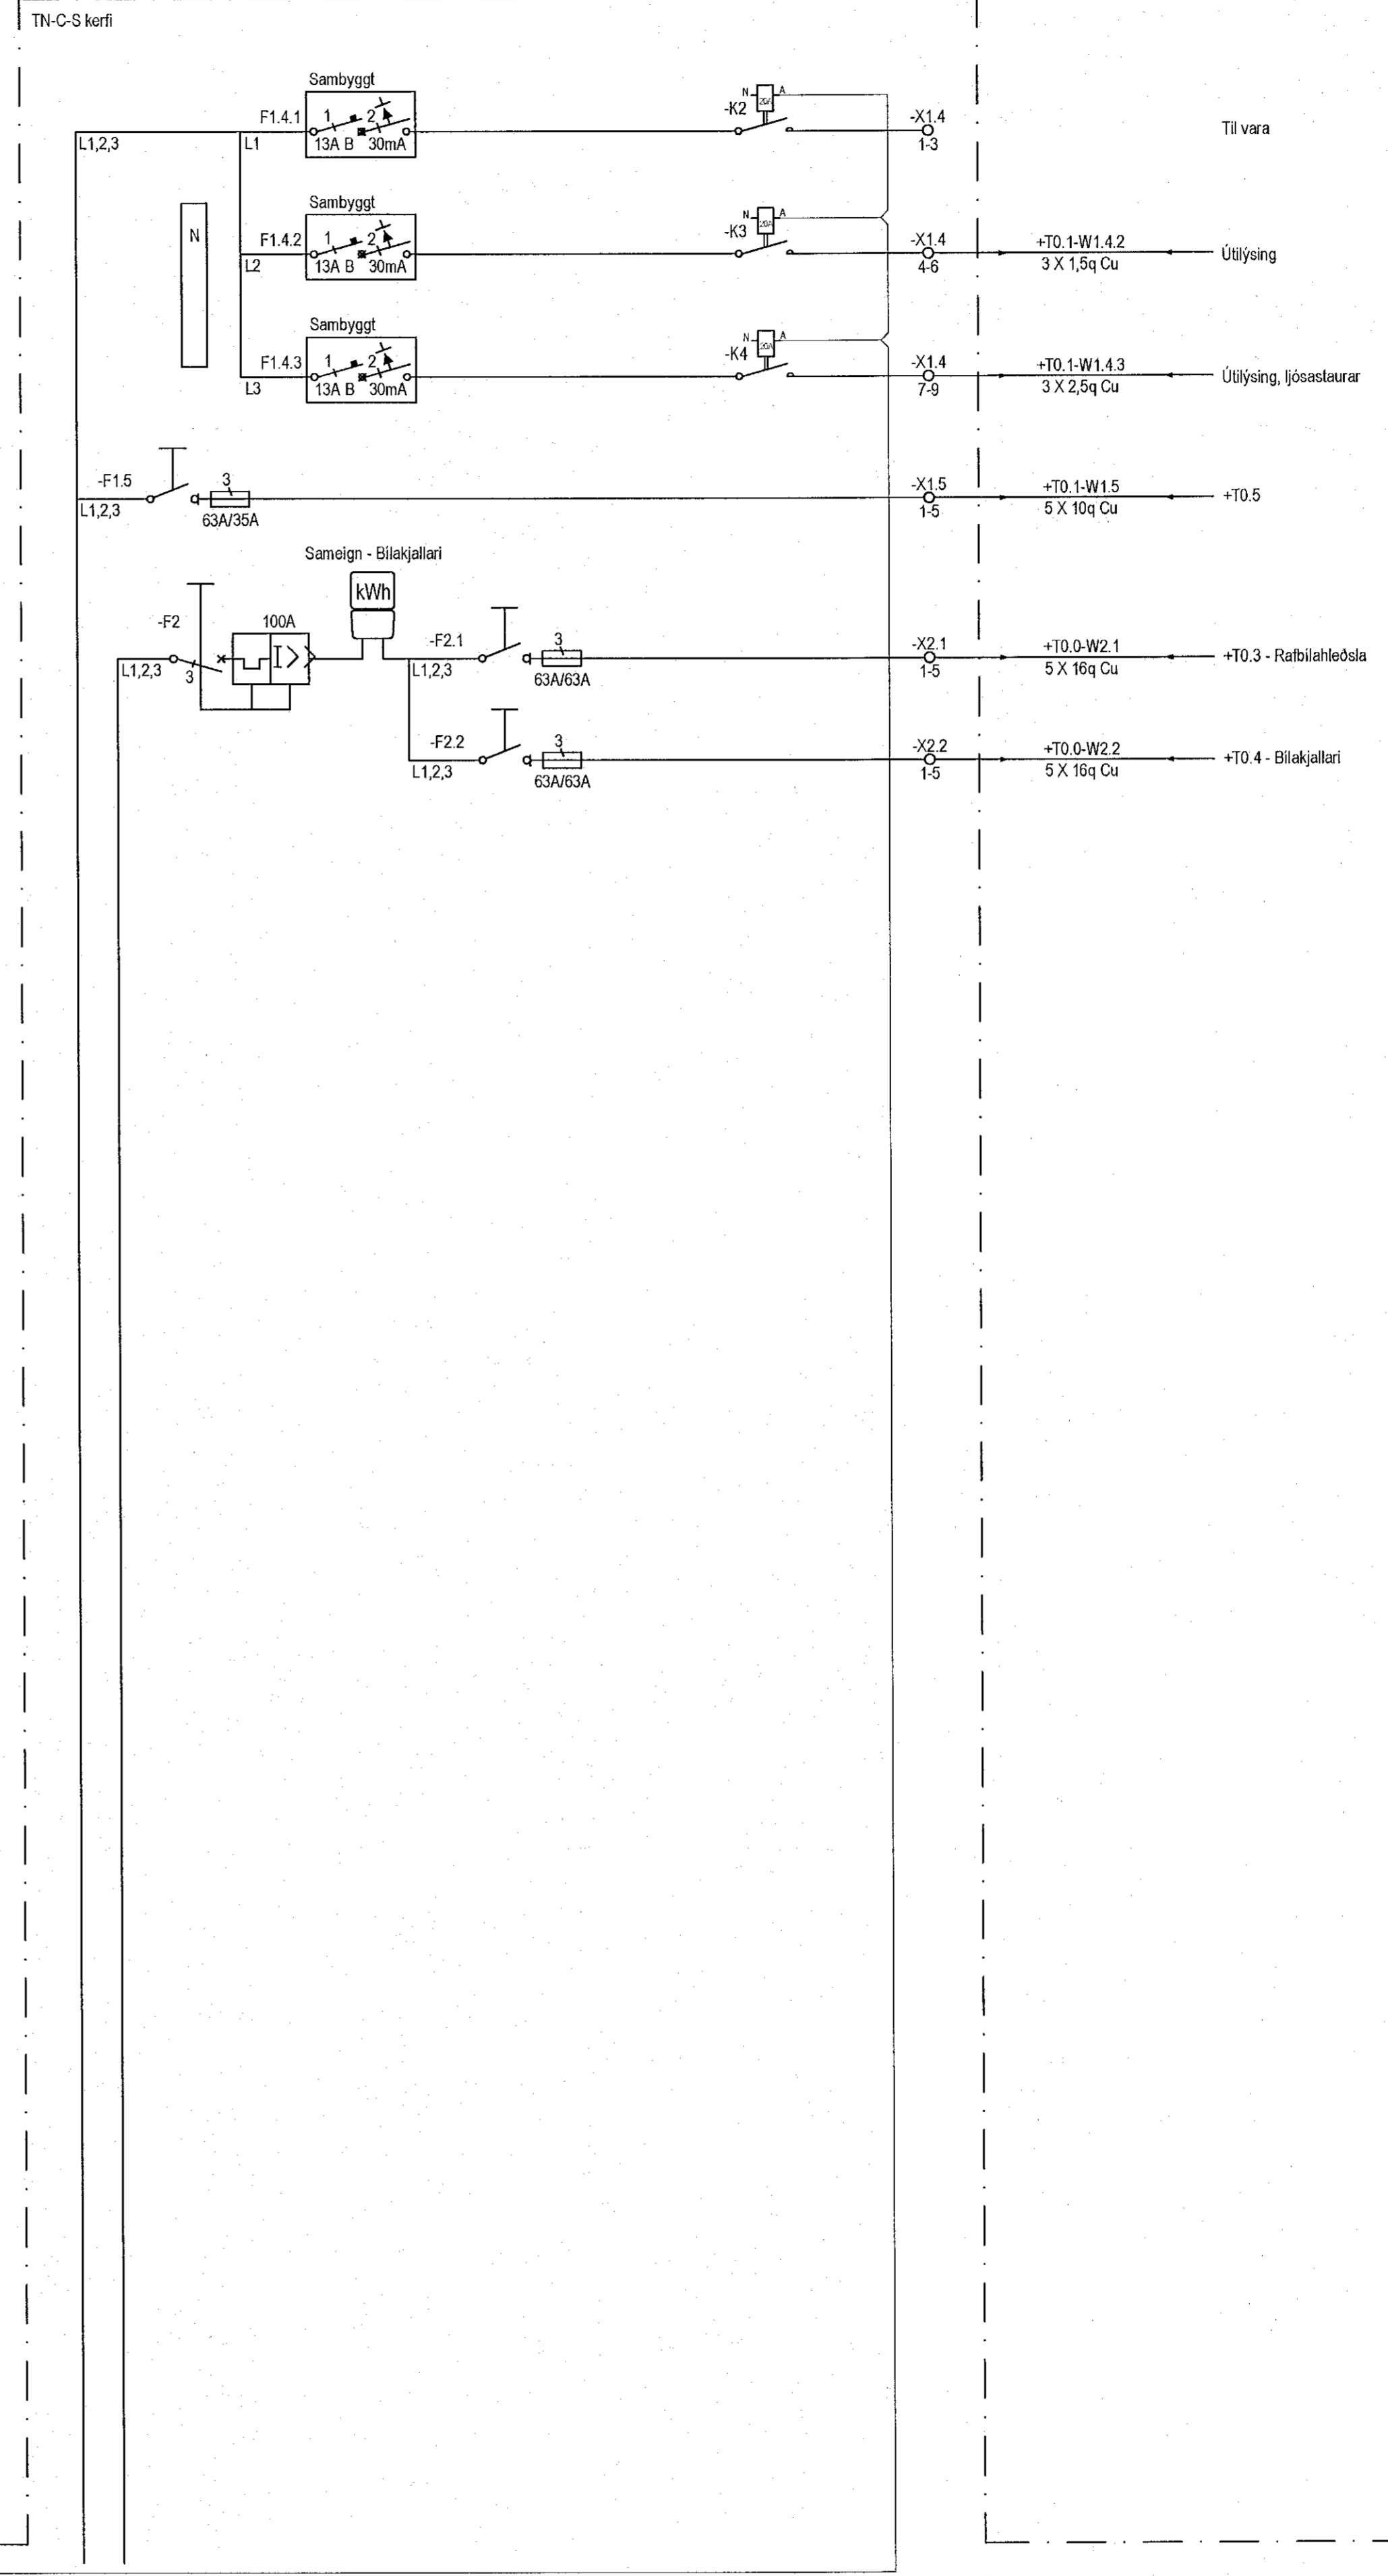 TN-C-S kerfi
Sambyggt
F1.4.1
1
2
13A B
30mA
L1,2,3
L1
-K2
N
A
20A
-X1.4
1-3
Til vara
N
Sambyggt
F1.4.2
1
2
13A B
30mA
L2
-K3
N
A
20A
-X1.4
4-6
+T0.1-W1.4.2
3 X 1,5q Cu
Útilýsing
Sambyggt
F1.4.3
1
2
13A B
30mA
L3
-K4
N
A
20A
-X1.4
7-9
+T0.1-W1.4.3
3 X 2,5q Cu
Útilýsing, ljósastaurar
-F1.5
L1,2,3
3
63A/35A
-X1.5
1-5
+T0.1-W1.5
5 X 10q Cu
+T0.5
Sameign - Bílakjallari
kWh
-F2
100A
L1,2,3
3
I>
-F2.1
L1,2,3
3
63A/63A
-X2.1
1-5
+T0.0-W2.1
5 X 16q Cu
+T0.3 - Rafbílahleðsla
-F2.2
L1,2,3
3
63A/63A
-X2.2
1-5
+T0.0-W2.2
5 X 16q Cu
+T0.4 - Bílakjallari